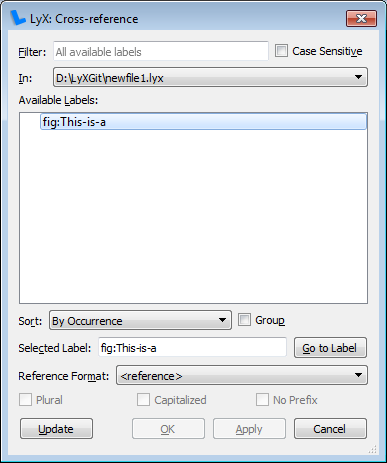 LyX: Cross-reference
Filter: All available labels Case Sensitive
In: D:\LyXGit\newfile1.lyx
Available Labels:
fig:This-is-a
Sort: By Occurrence Group
Selected Label: fig:This-is-a Go to Label
Reference Format: <reference>
Plural Capitalized No Prefix
Update OK Apply Cancel